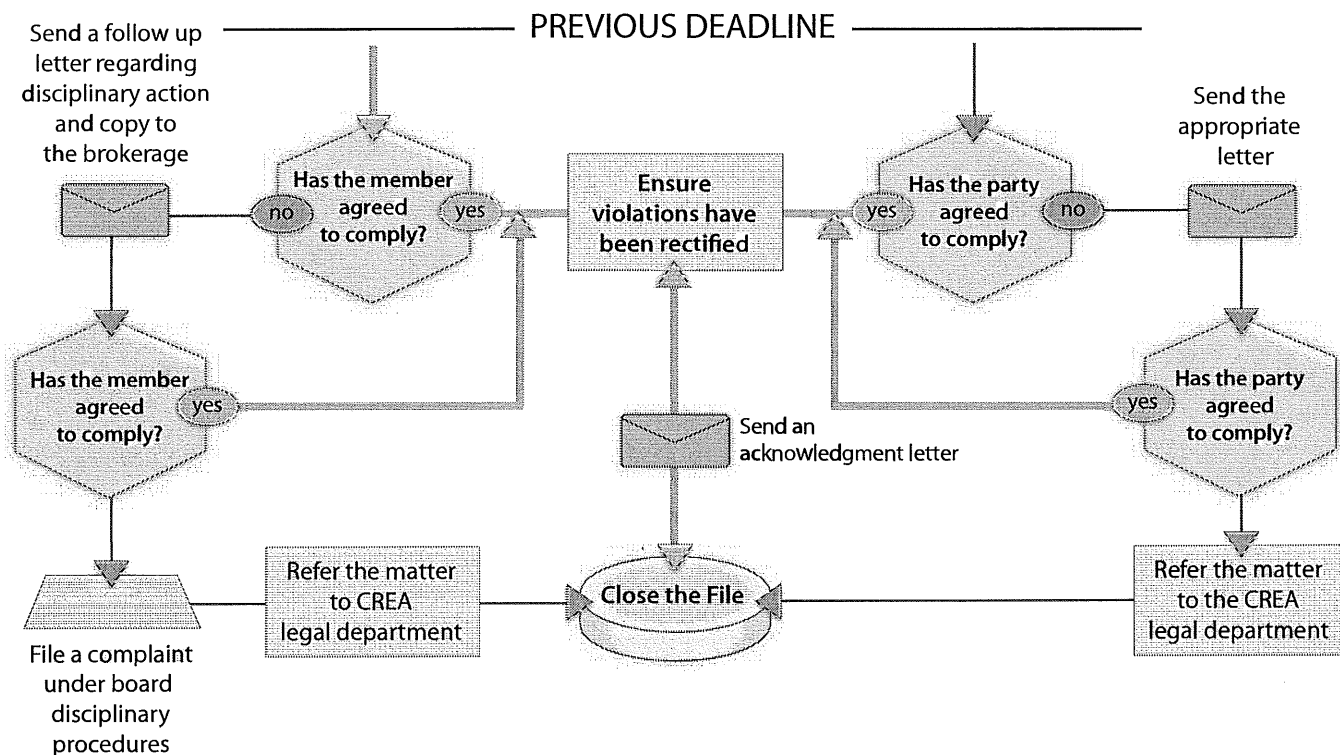 PREVIOUS DEADLINE
Send a follow up
letter regarding
disciplinary action
and copy to
the brokerage
Has the member
agreed
to comply?
no
yes
Ensure
violations have
been rectified
Has the party
agreed
to comply?
yes
no
Send the
appropriate
letter
Has the member
agreed
to comply?
yes
Send an
acknowledgment letter
Has the party
agreed
to comply?
yes
File a complaint
under board
disciplinary
procedures
Refer the matter
to CREA
legal department
Close the File
Refer the matter
to the CREA
legal department